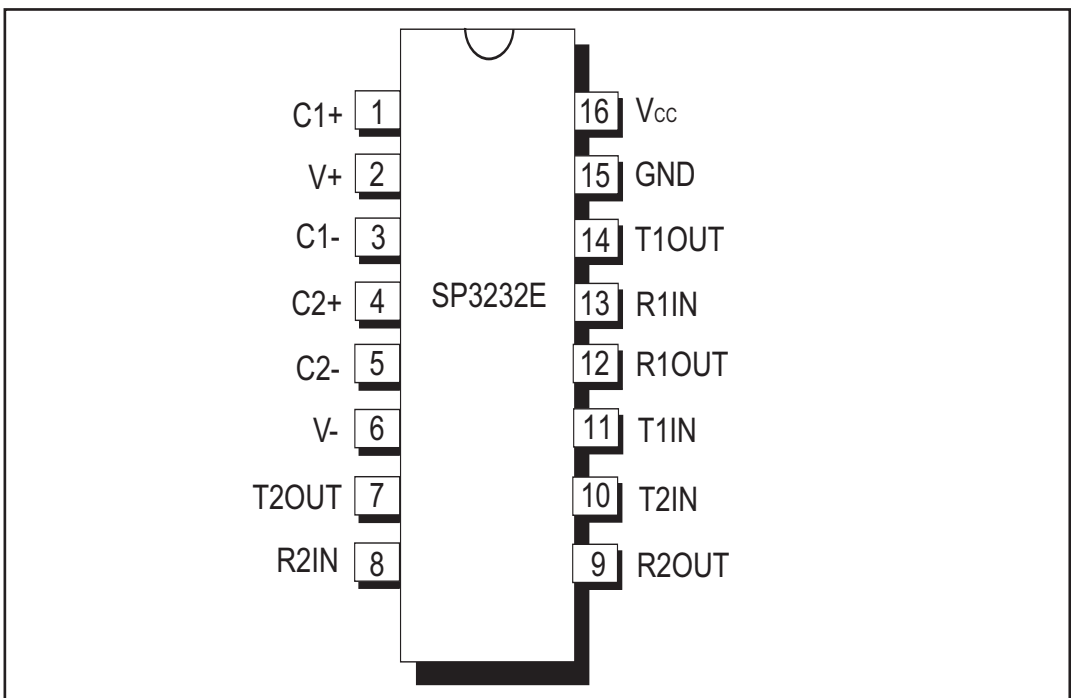 C1+ 1
V+ 2
C1- 3
C2+ 4
C2- 5
V- 6
T2OUT 7
R2IN 8
SP3232E
16 Vcc
15 GND
14 T1OUT
13 R1IN
12 R1OUT
11 T1IN
10 T2IN
9 R2OUT